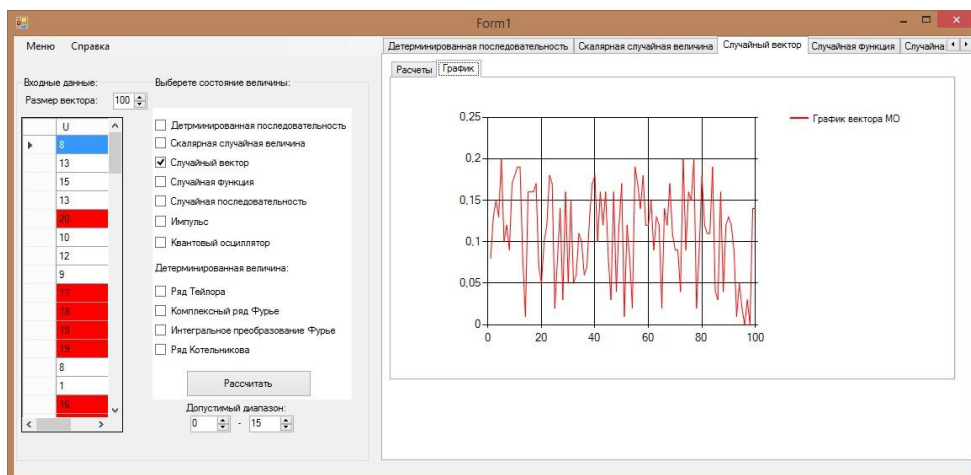 Form1
Меню Справка
Детерминированная последовательность Скалярная случайная величина Случайный вектор Случайная функция Случайна
Расчеты График
Входные данные:
Размер вектора: 100
U
8
13
15
13
20
10
12
9
17
18
19
19
8
1
16
Выберете состояние величины:
Детрминированная последовательность
Скалярная случайная величина
Случайный вектор
Случайная функция
Случайная последовательность
Импульс
Квантовый осциллятор
Детерминированная величина:
Ряд Тейлора
Комплексный ряд Фурье
Интегральное преобразование Фурье
Ряд Котельникова
Рассчитать
Допустимый диапазон:
0 - 15
0,25
0,2
0,15
0,1
0,05
0
0 20 40 60 80 100
График вектора МО